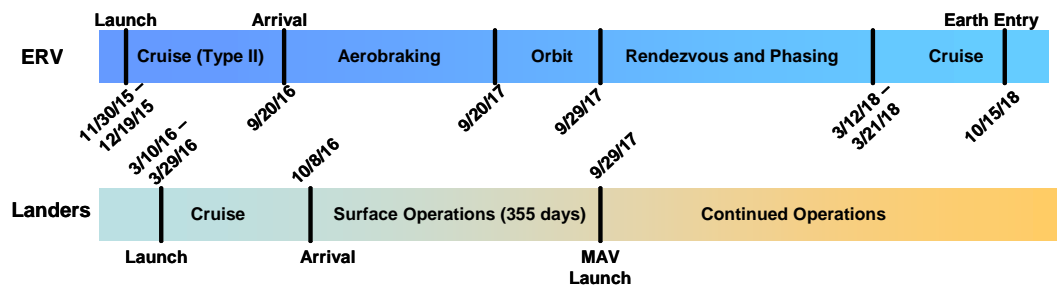 Launch
Arrival
Earth Entry
ERV
Cruise (Type II)
Aerobraking
Orbit
Rendezvous and Phasing
Cruise
11/30/15 –
12/19/15
9/20/16
9/20/17
9/29/17
3/12/18 –
3/21/18
10/15/18
3/10/16 –
3/29/16
10/8/16
9/29/17
Landers
Cruise
Surface Operations (355 days)
Continued Operations
Launch
Arrival
MAV
Launch